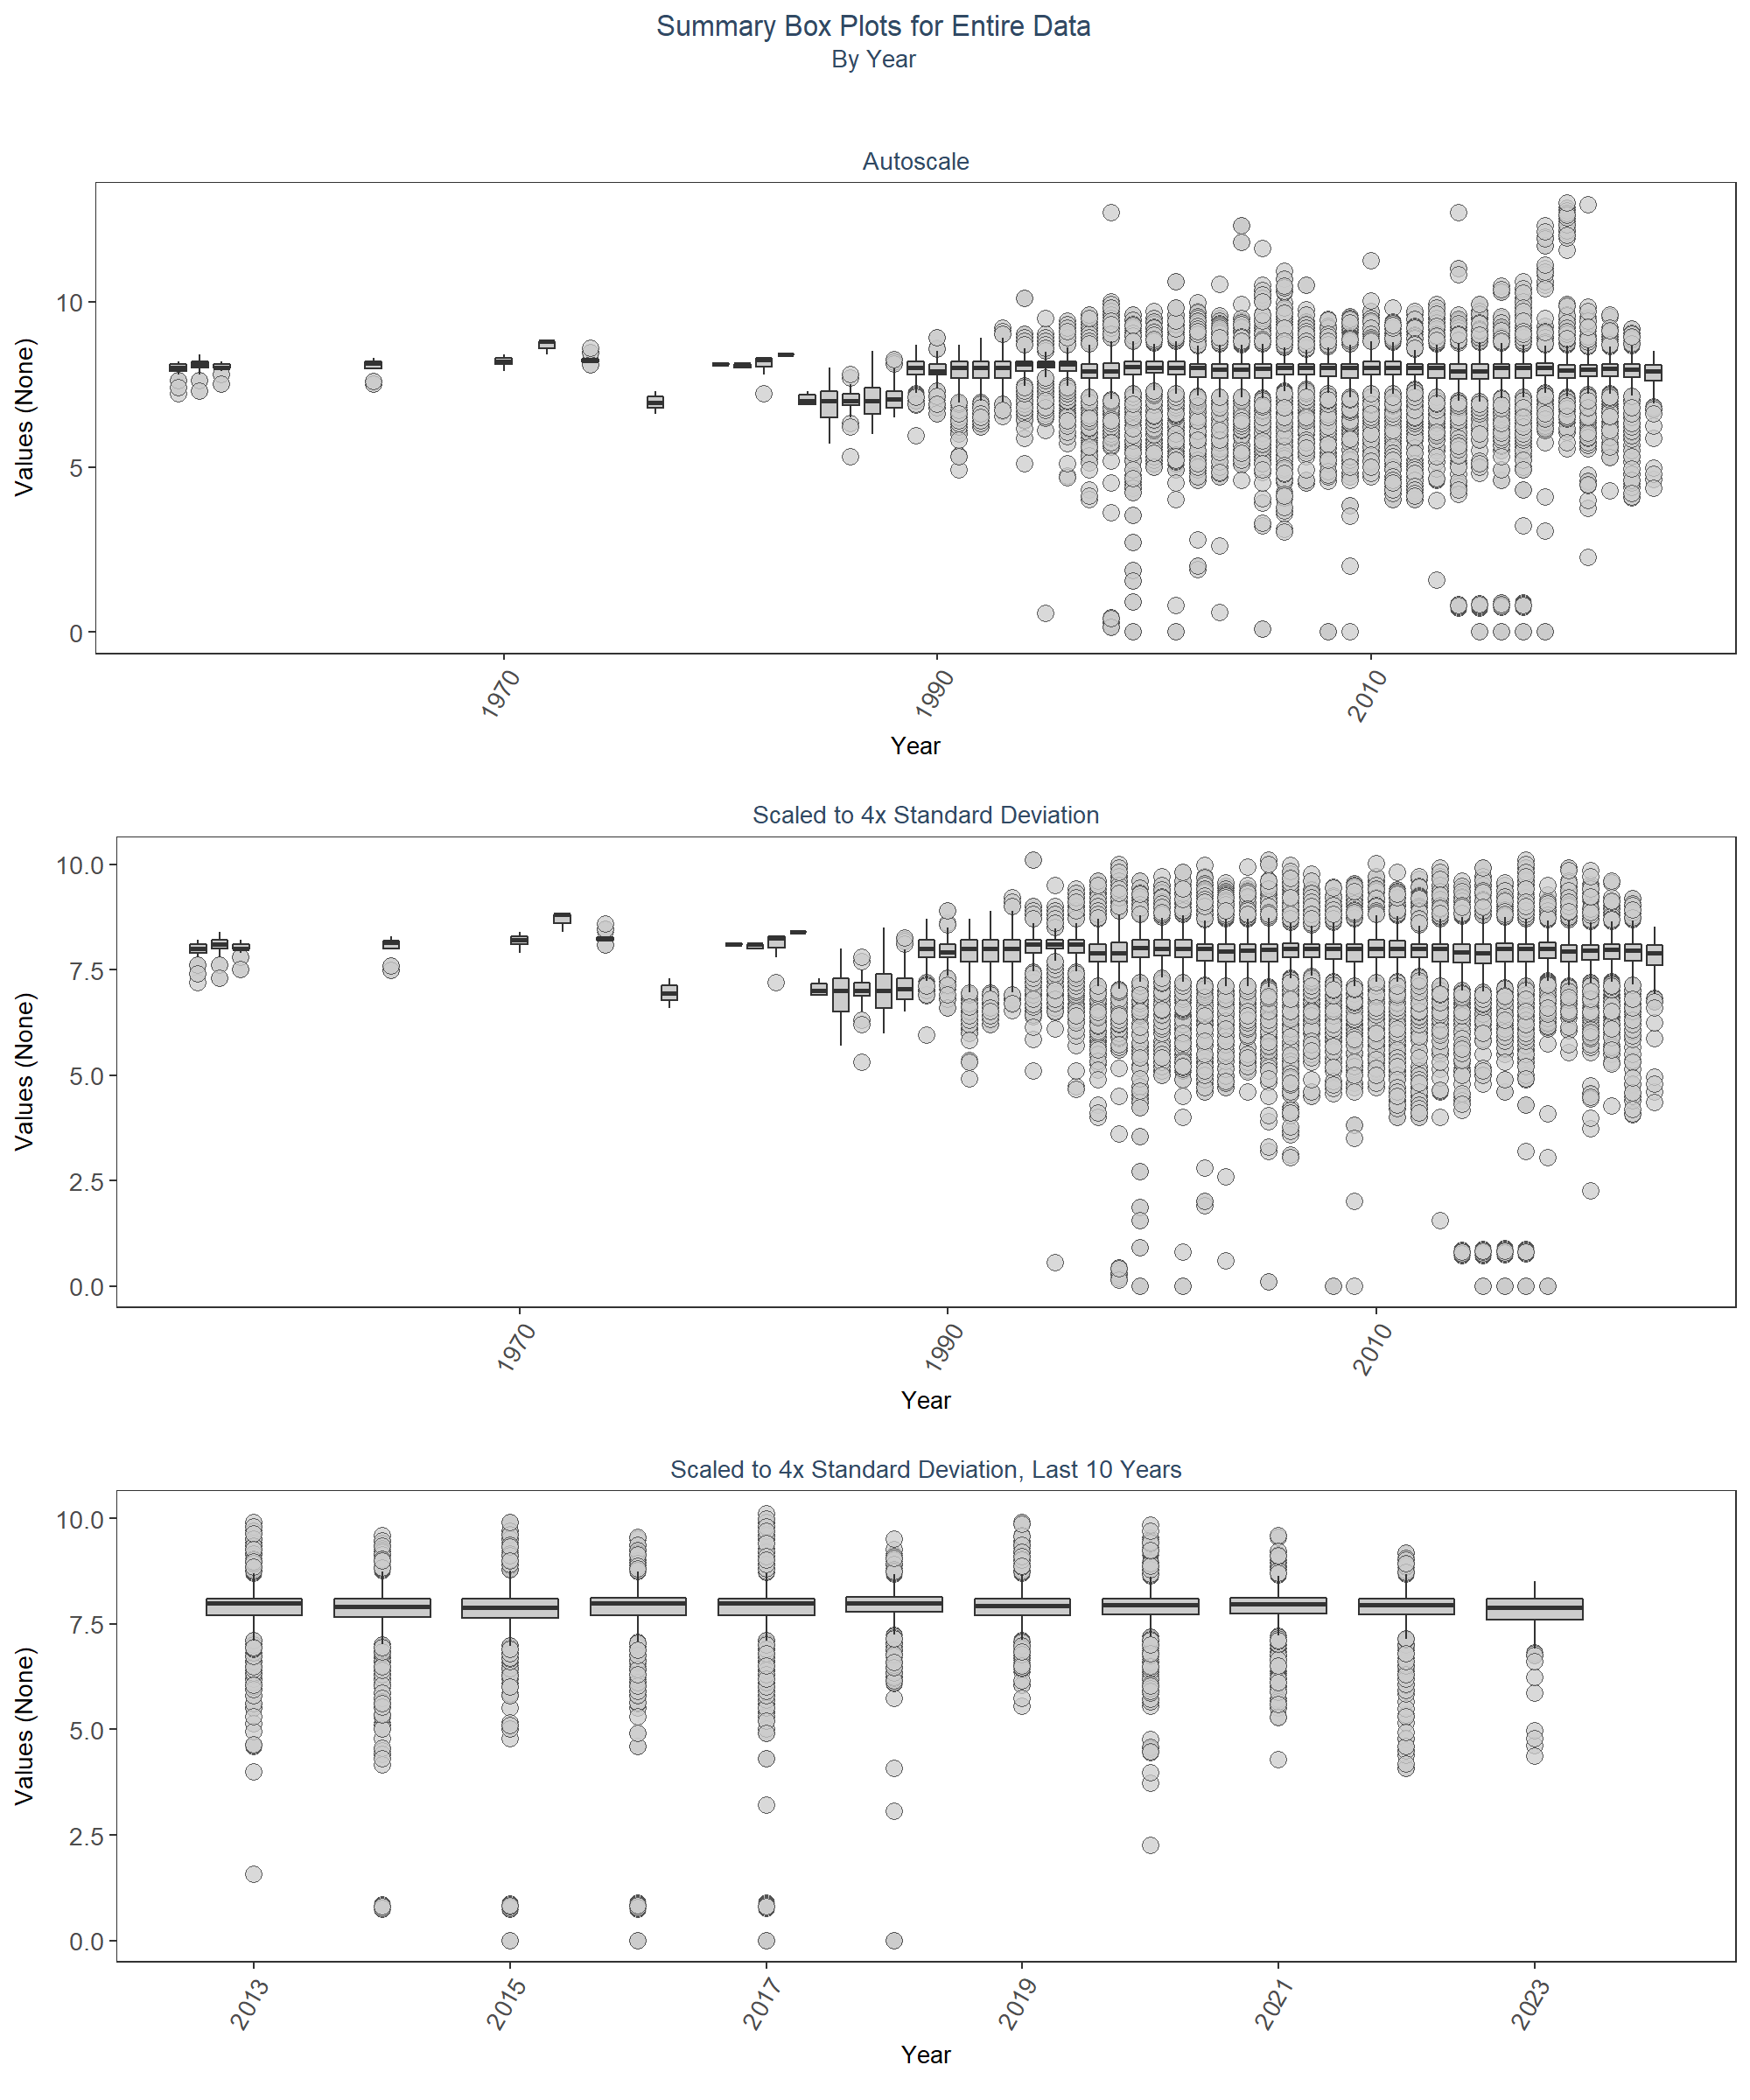 Summary Box Plots for Entire Data
By Year
Autoscale
Values (None)
10
5
0
1970
1990
2010
Year
Scaled to 4x Standard Deviation
Values (None)
10.0
7.5
5.0
2.5
0.0
1970
1990
2010
Year
Scaled to 4x Standard Deviation, Last 10 Years
Values (None)
10.0
7.5
5.0
2.5
0.0
2013
2015
2017
2019
2021
2023
Year